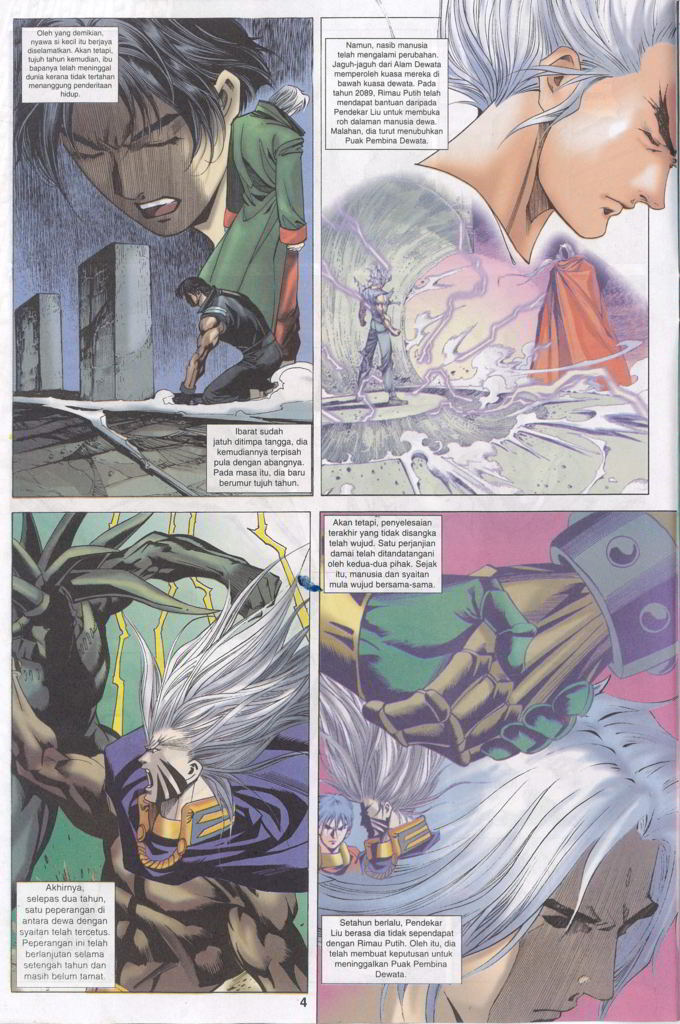 Oleh yang demikian,
nyawa si kecil itu berjaya
diselamatkan. Akan tetapi,
tujuh tahun kemudian, ibu
bapanya telah meninggal
dunia kerana tidak tertahan
menanggung penderitaan
hidup.
Ibarat sudah
jatuh ditimpa tangga, dia
kemudiannya terpisah
pula dengan abangnya.
Pada masa itu, dia baru
berumur tujuh tahun.
Namun, nasib manusia
telah mengalami perubahan.
Jaguh-jaguh dari Alam Dewata
memperoleh kuasa mereka di
bawah kuasa dewata. Pada
tahun 2089, Rimau Putih telah
mendapat bantuan daripada
Pendekar Liu untuk membuka
roh dalaman manusia dewa.
Malahan, dia turut menubuhkan
Puak Pembina Dewata.
Akhirnya,
selepas dua tahun,
satu peperangan di
antara dewa dengan
syaitan telah tercetus.
Peperangan ini telah
berlanjutan selama
setengah tahun dan
masih belum tamat.
Akan tetapi, penyelesaian
terakhir yang tidak disangka
telah wujud. Satu perjanjian
damai telah ditandatangani
oleh kedua-dua pihak. Sejak
itu, manusia dan syaitan
mula wujud bersama-sama.
Setahun berlalu, Pendekar
Liu berasa dia tidak sependapat
dengan Rimau Putih. Oleh itu, dia
telah membuat keputusan untuk
meninggalkan Puak Pembina
Dewata.
4